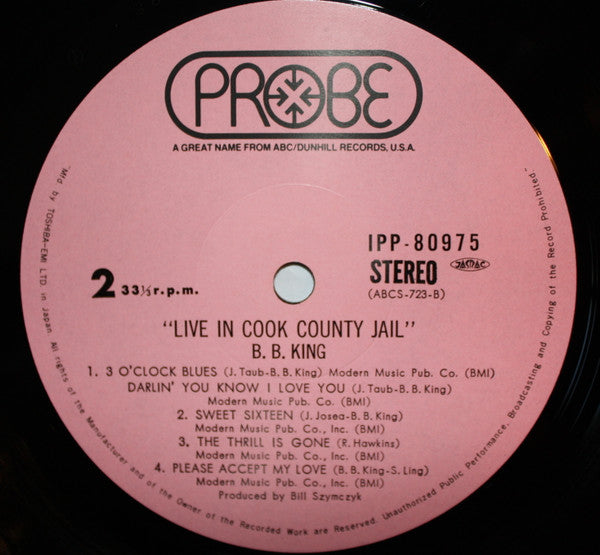 PROBE
A GREAT NAME FROM ABC/DUNHILL RECORDS, U.S.A.
IPP-80975
STEREO JASRAC
(ABCS-723-B)
2 33⅓ r.p.m.
"LIVE IN COOK COUNTY JAIL"
B. B. KING
1. 3 O'CLOCK BLUES (J. Taub-B. B. King) Modern Music Pub. Co. (BMI)
DARLIN' YOU KNOW I LOVE YOU (J. Taub-B. B. King)
Modern Music Pub. Co. (BMI)
2. SWEET SIXTEEN (J. Josea-B. B. King)
Modern Music Pub. Co., Inc. (BMI)
3. THE THRILL IS GONE (R. Hawkins)
Modern Music Pub. Co., Inc. (BMI)
4. PLEASE ACCEPT MY LOVE (B. B. King-S. Ling)
Modern Music Pub. Co., Inc. (BMI)
Produced by Bill Szymczyk
"Mfd by TOSHIBA-EMI LTD. in Japan. All rights of the Manufacturer and of the Owner of the Recorded Work are Reserved. Unauthorized Public Performance, Broadcasting and Copying of the Record Prohibited."